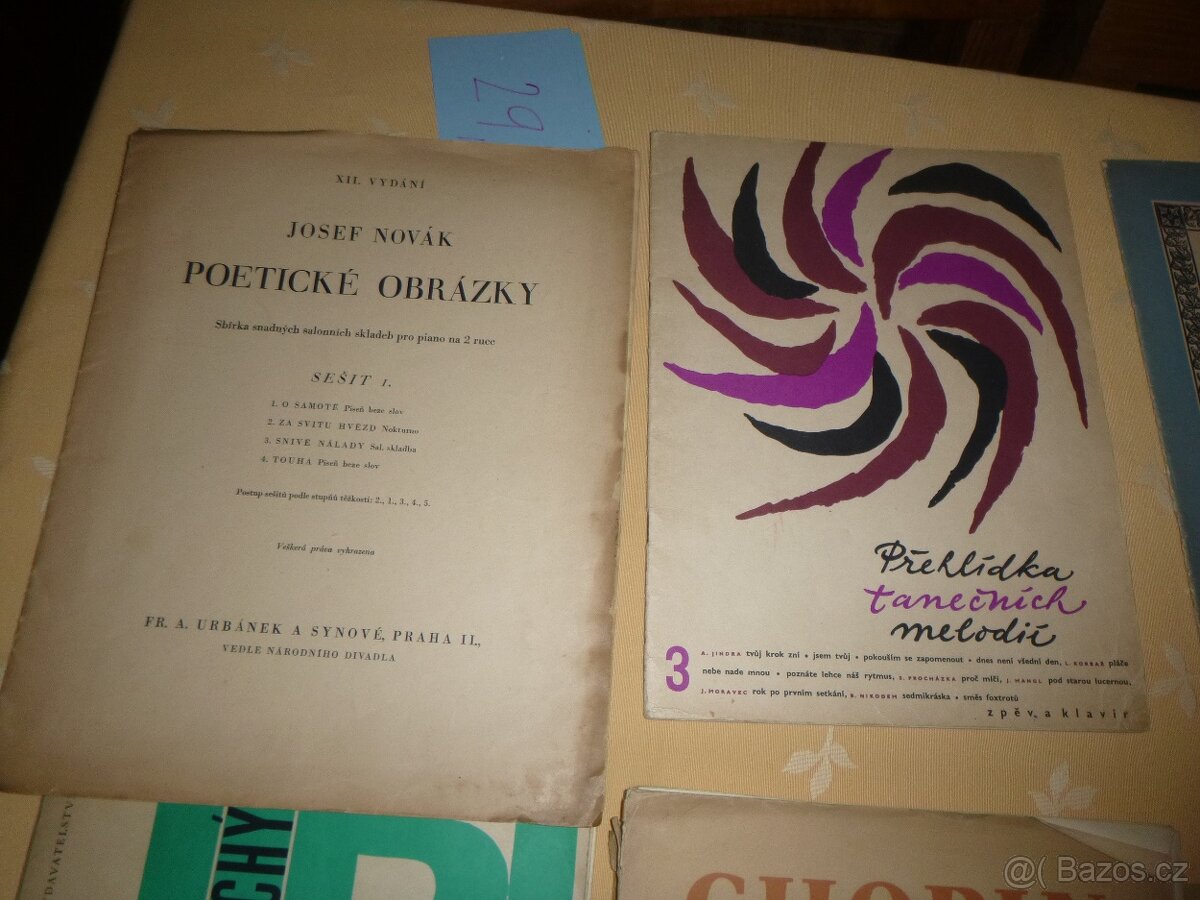 29
XII. VYDÁNÍ
JOSEF NOVÁK
POETICKÉ OBRÁZKY
Sbírka snadných salonních skladeb pro piano na 2 ruce
SEŠIT 1.
1. O SAMOTĚ Píseň beze slov
2. ZA SVITU HVĚZD Nokturno
3. SNIVÉ NÁLADY Sal. skladba
4. TOUHA Píseň beze slov
Postup sešitů podle stupňů těžkosti: 2., 1., 3., 4., 5.
Veškerá práva vyhrazena
FR. A. URBÁNEK A SYNOVÉ, PRAHA II.,
VEDLE NÁRODNÍHO DIVADLA
Přehlídka
tanečních
melodií
3
A. JINDRA tvůj krok zní • jsem tvůj • pokouším se zapomenout • dnes není všední den, L. KORBAŘ pláče
nebe nade mnou • poznáte lehce náš rytmus, S. PROCHÁZKA proč mlčí, J. MANGL pod starou lucernou,
J. MORAVEC rok po prvním setkání, B. NIKODEM sedmikráska • směs foxtrotů
zpěv a klavír
CHÝ
CHOPIN
@( Bazos.cz